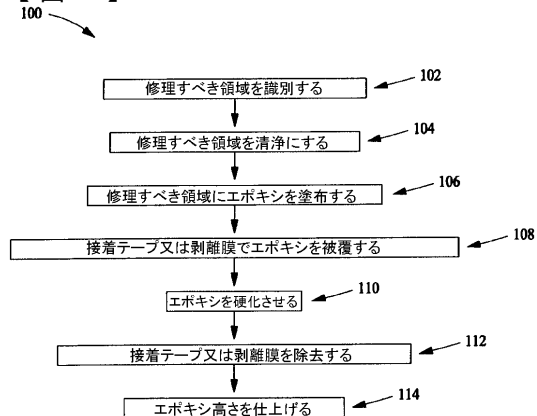 100
修理すべき領域を識別する
102
修理すべき領域を清浄にする
104
修理すべき領域にエポキシを塗布する
106
接着テープ又は剥離膜でエポキシを被覆する
108
エポキシを硬化させる
110
接着テープ又は剥離膜を除去する
112
エポキシ高さを仕上げる
114